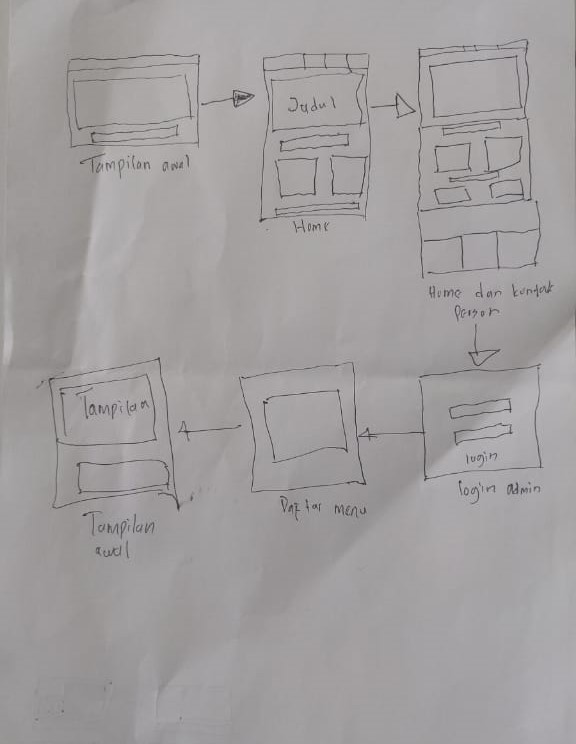 Judul
Tampilan awal
Home
Home dan kontak
Person
Tampilan
login
Daftar menu
login admin
Tampilan
awal